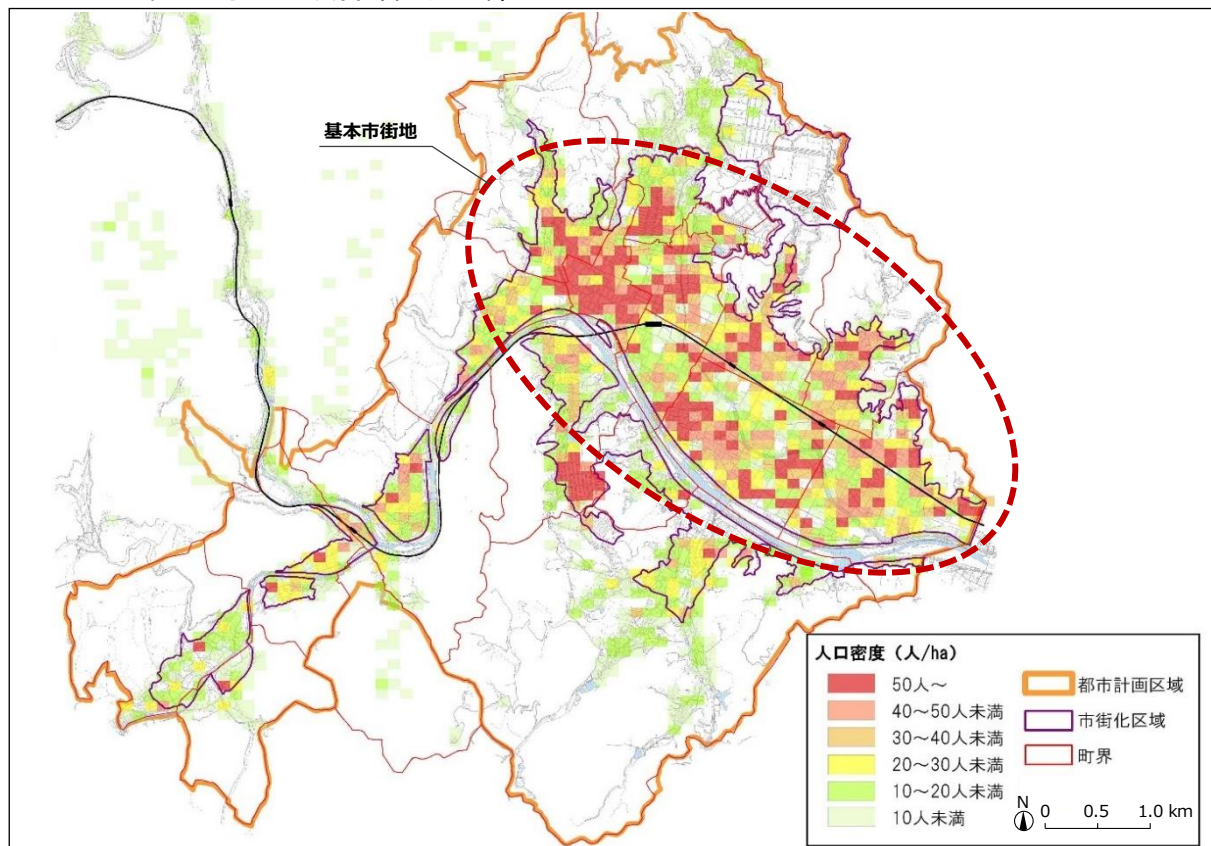 基本市街地
人口密度（人/ha）
50人～
40～50人未満
30～40人未満
20～30人未満
10～20人未満
10人未満
都市計画区域
市街化区域
町界
N
0 0.5 1.0 km